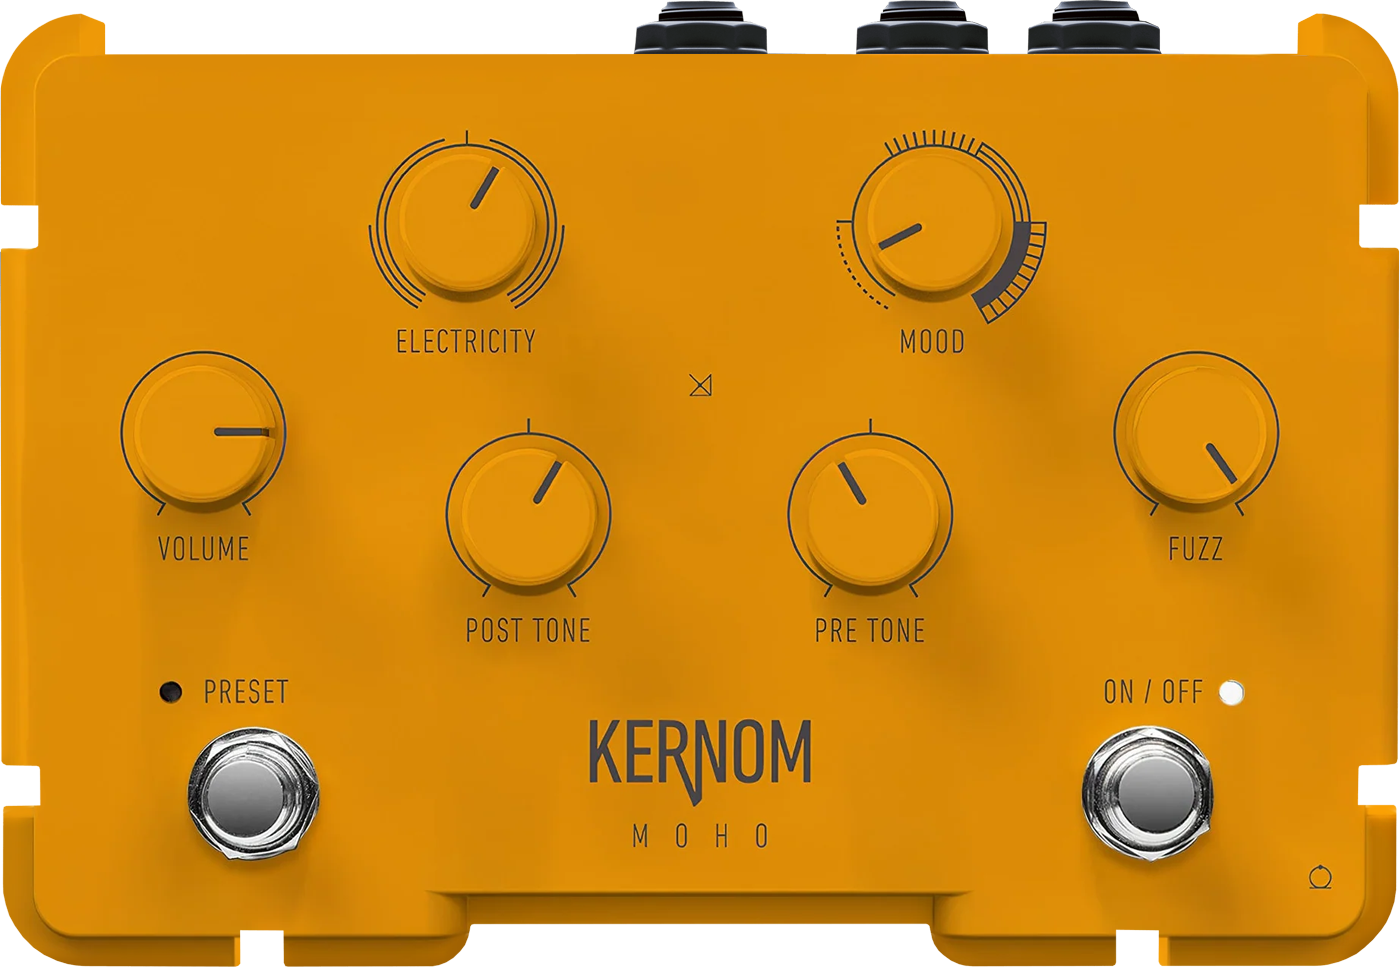 ELECTRICITY
MOOD
VOLUME
FUZZ
POST TONE
PRE TONE
PRESET
ON / OFF
KERNOM
MOHO